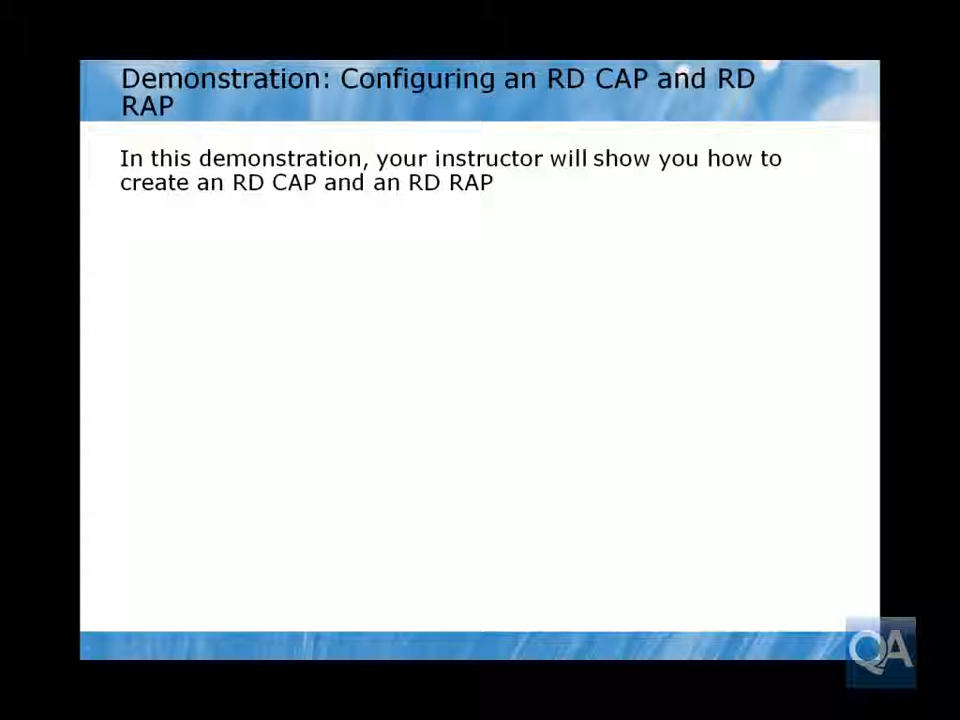 Demonstration: Configuring an RD CAP and RD
RAP
In this demonstration, your instructor will show you how to
create an RD CAP and an RD RAP
QA